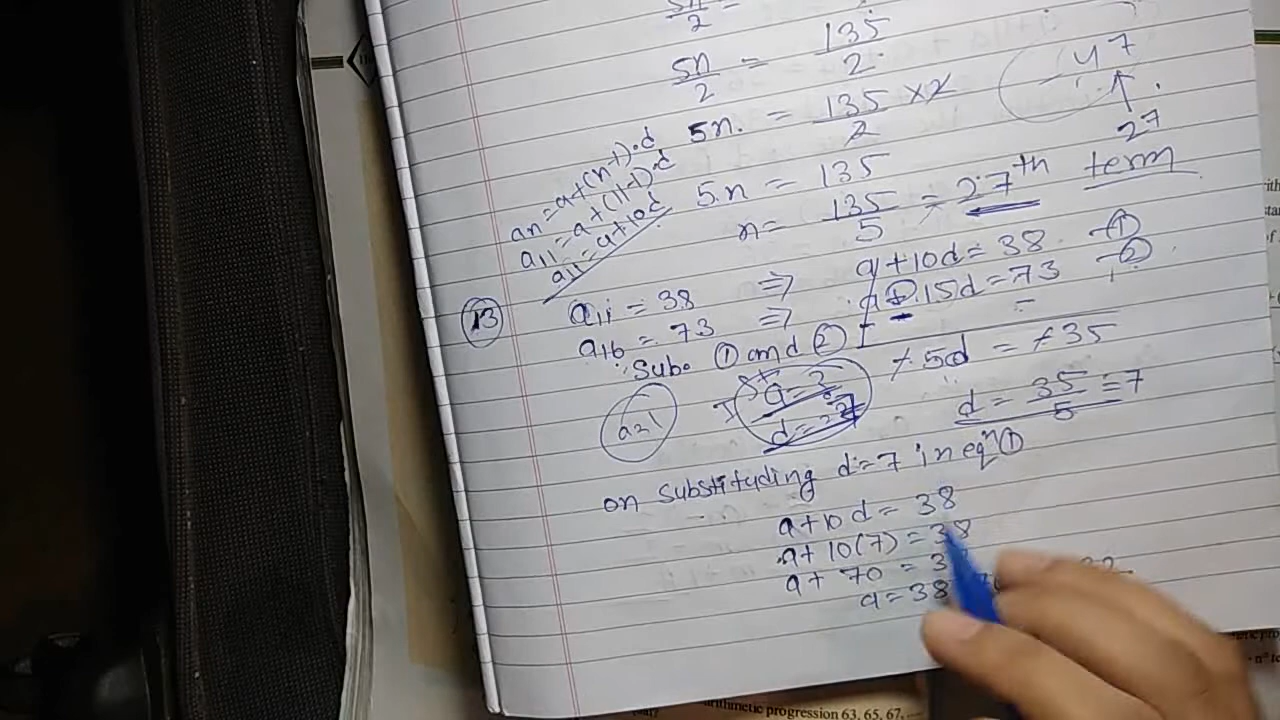 5n/2 =
5n/2 = 135/2
5n. = 135/2 ×2
47
27
an = a+(n-1)·d
a11 = a+(11-1)·d
a11 = a+10d
5.n = 135
n = 135/5 = 27th term
13
a11 = 38 ⇒ a+10d = 38 -①
a16 = 73 ⇒ a+15d = 73 -②
Sub. ① and ②
-5d = -35
d = 35/5 = 7
a=1
on substituding d=7 in eqn ①
a+10d = 38
a+10(7) = 38
a+ 70 = 3
a = 38
arithmetic progression 63, 65, 67, ...